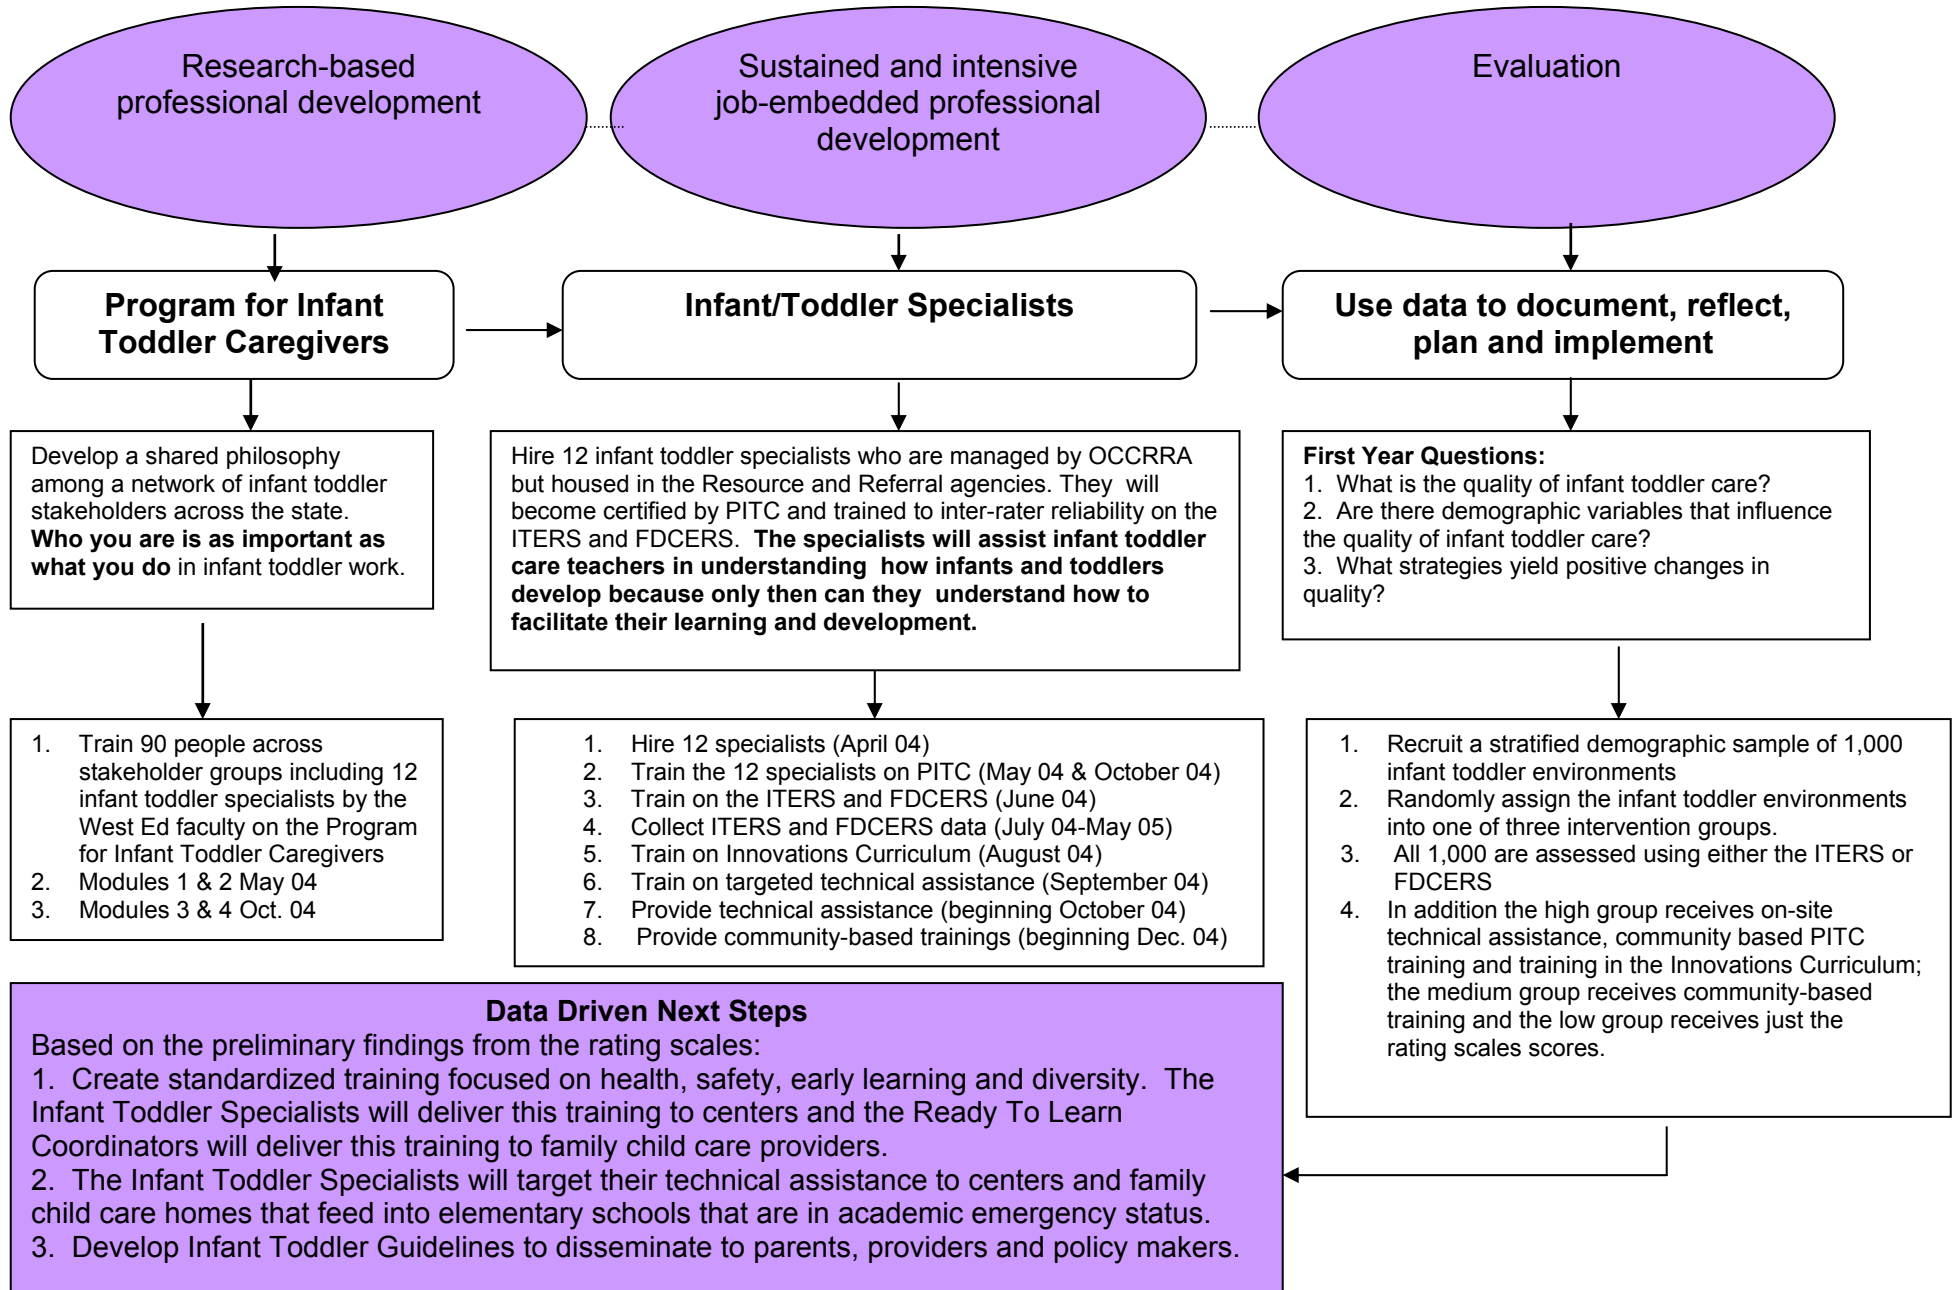 Research-based
professional development
Sustained and intensive
job-embedded professional
development
Evaluation
Program for Infant
Toddler Caregivers
Infant/Toddler Specialists
Use data to document, reflect,
plan and implement
Develop a shared philosophy
among a network of infant toddler
stakeholders across the state.
Who you are is as important as
what you do in infant toddler work.
Hire 12 infant toddler specialists who are managed by OCCRRA
but housed in the Resource and Referral agencies. They will
become certified by PITC and trained to inter-rater reliability on the
ITERS and FDCERS. The specialists will assist infant toddler
care teachers in understanding how infants and toddlers
develop because only then can they understand how to
facilitate their learning and development.
First Year Questions:
1. What is the quality of infant toddler care?
2. Are there demographic variables that influence
the quality of infant toddler care?
3. What strategies yield positive changes in
quality?
1. Train 90 people across
stakeholder groups including 12
infant toddler specialists by the
West Ed faculty on the Program
for Infant Toddler Caregivers
2. Modules 1 & 2 May 04
3. Modules 3 & 4 Oct. 04
1. Hire 12 specialists (April 04)
2. Train the 12 specialists on PITC (May 04 & October 04)
3. Train on the ITERS and FDCERS (June 04)
4. Collect ITERS and FDCERS data (July 04-May 05)
5. Train on Innovations Curriculum (August 04)
6. Train on targeted technical assistance (September 04)
7. Provide technical assistance (beginning October 04)
8. Provide community-based trainings (beginning Dec. 04)
1. Recruit a stratified demographic sample of 1,000
infant toddler environments
2. Randomly assign the infant toddler environments
into one of three intervention groups.
3. All 1,000 are assessed using either the ITERS or
FDCERS
4. In addition the high group receives on-site
technical assistance, community based PITC
training and training in the Innovations Curriculum;
the medium group receives community-based
training and the low group receives just the
rating scales scores.
Data Driven Next Steps
Based on the preliminary findings from the rating scales:
1. Create standardized training focused on health, safety, early learning and diversity. The
Infant Toddler Specialists will deliver this training to centers and the Ready To Learn
Coordinators will deliver this training to family child care providers.
2. The Infant Toddler Specialists will target their technical assistance to centers and family
child care homes that feed into elementary schools that are in academic emergency status.
3. Develop Infant Toddler Guidelines to disseminate to parents, providers and policy makers.